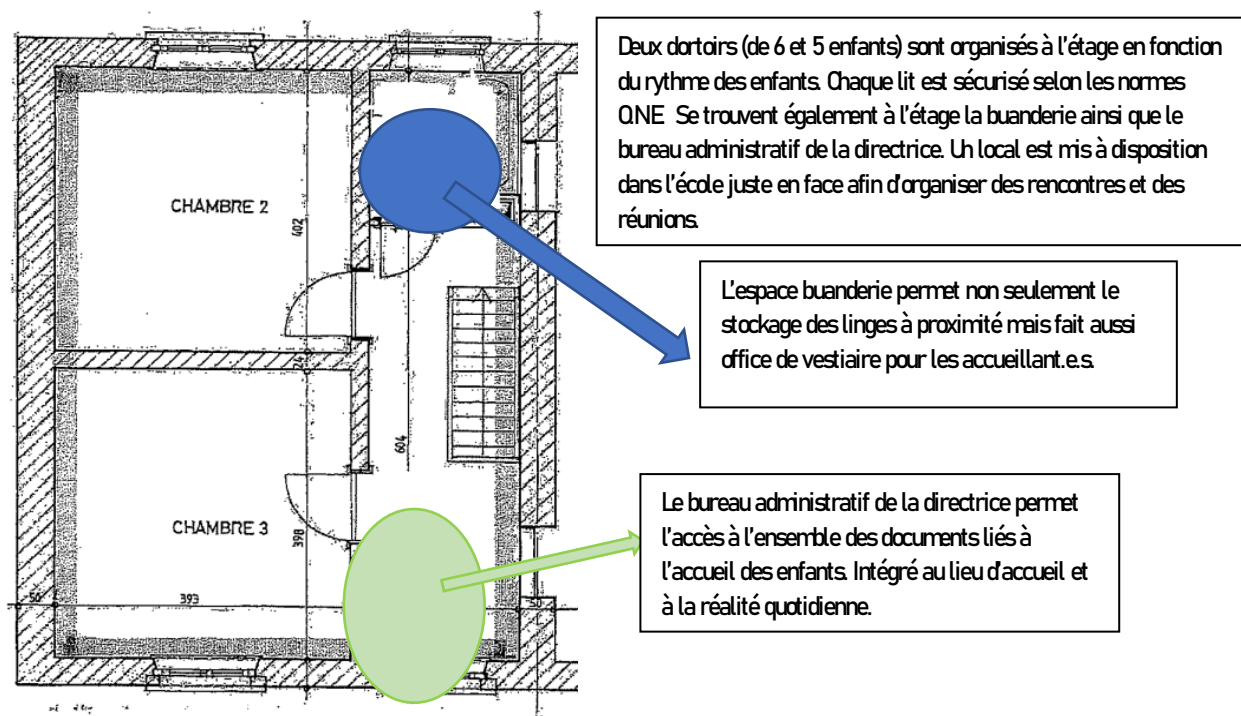 Deux dortoirs (de 6 et 5 enfants) sont organisés à l'étage en fonction
du rythme des enfants. Chaque lit est sécurisé selon les normes
ONE. Se trouvent également à l'étage la buanderie ainsi que le
bureau administratif de la directrice. Un local est mis à disposition
dans l'école juste en face afin d'organiser des rencontres et des
réunions.
CHAMBRE 2
402
L'espace buanderie permet non seulement le
stockage des linges à proximité mais fait aussi
office de vestiaire pour les accueillant.e.s.
24
604
CHAMBRE 3
398
Le bureau administratif de la directrice permet
l'accès à l'ensemble des documents liés à
l'accueil des enfants. Intégré au lieu d'accueil et
à la réalité quotidienne.
50
393
50